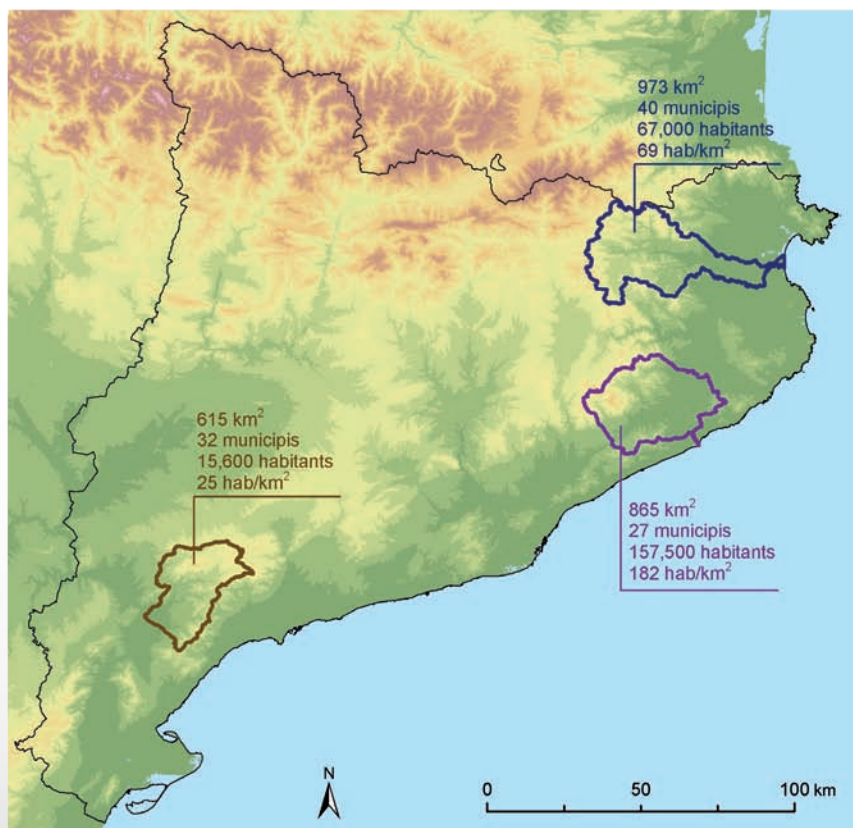 973 km²
40 municipis
67,000 habitants
69 hab/km²
615 km²
32 municipis
15,600 habitants
25 hab/km²
865 km²
27 municipis
157,500 habitants
182 hab/km²
N
0 50 100 km